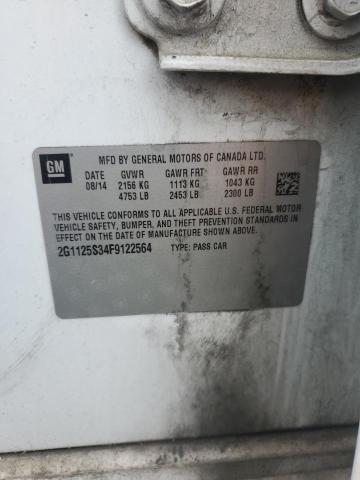 GM
MFD BY GENERAL MOTORS OF CANADA LTD.
DATE GVWR GAWR FRT GAWR RR
08/14 2156 KG 1113 KG 1043 KG
4753 LB 2453 LB 2300 LB
THIS VEHICLE CONFORMS TO ALL APPLICABLE U.S. FEDERAL MOTOR
VEHICLE SAFETY, BUMPER, AND THEFT PREVENTION STANDARDS IN
EFFECT ON THE DATE OF MANUFACTURE SHOWN ABOVE.
2G1125S34F9122564 TYPE: PASS CAR